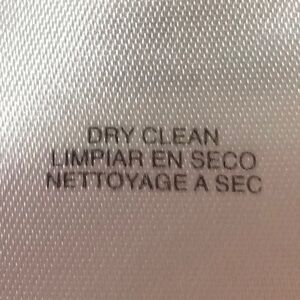 DRY CLEAN
LIMPIAR EN SECO
NETTOYAGE A SEC